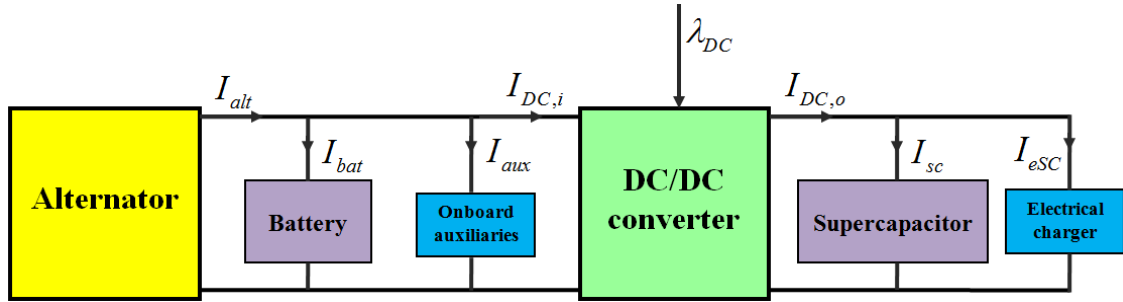 λDC
Ialt
IDC,i
IDC,o
Ibat
Iaux
Isc
IeSC
Alternator
Battery
Onboard
auxiliaries
DC/DC
converter
Supercapacitor
Electrical
charger